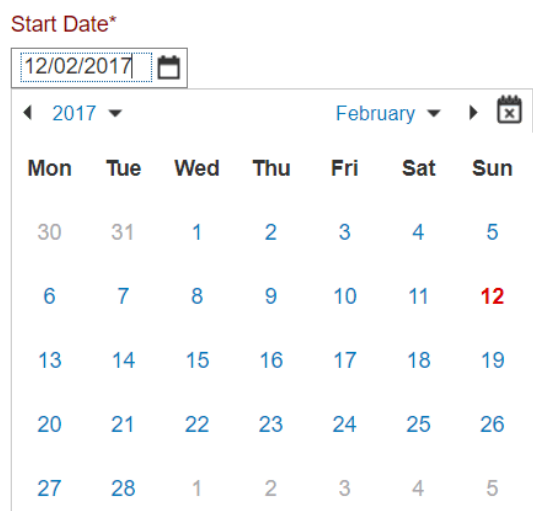 Start Date*
12/02/2017
2017 February
Mon Tue Wed Thu Fri Sat Sun
30 31 1 2 3 4 5
6 7 8 9 10 11 12
13 14 15 16 17 18 19
20 21 22 23 24 25 26
27 28 1 2 3 4 5